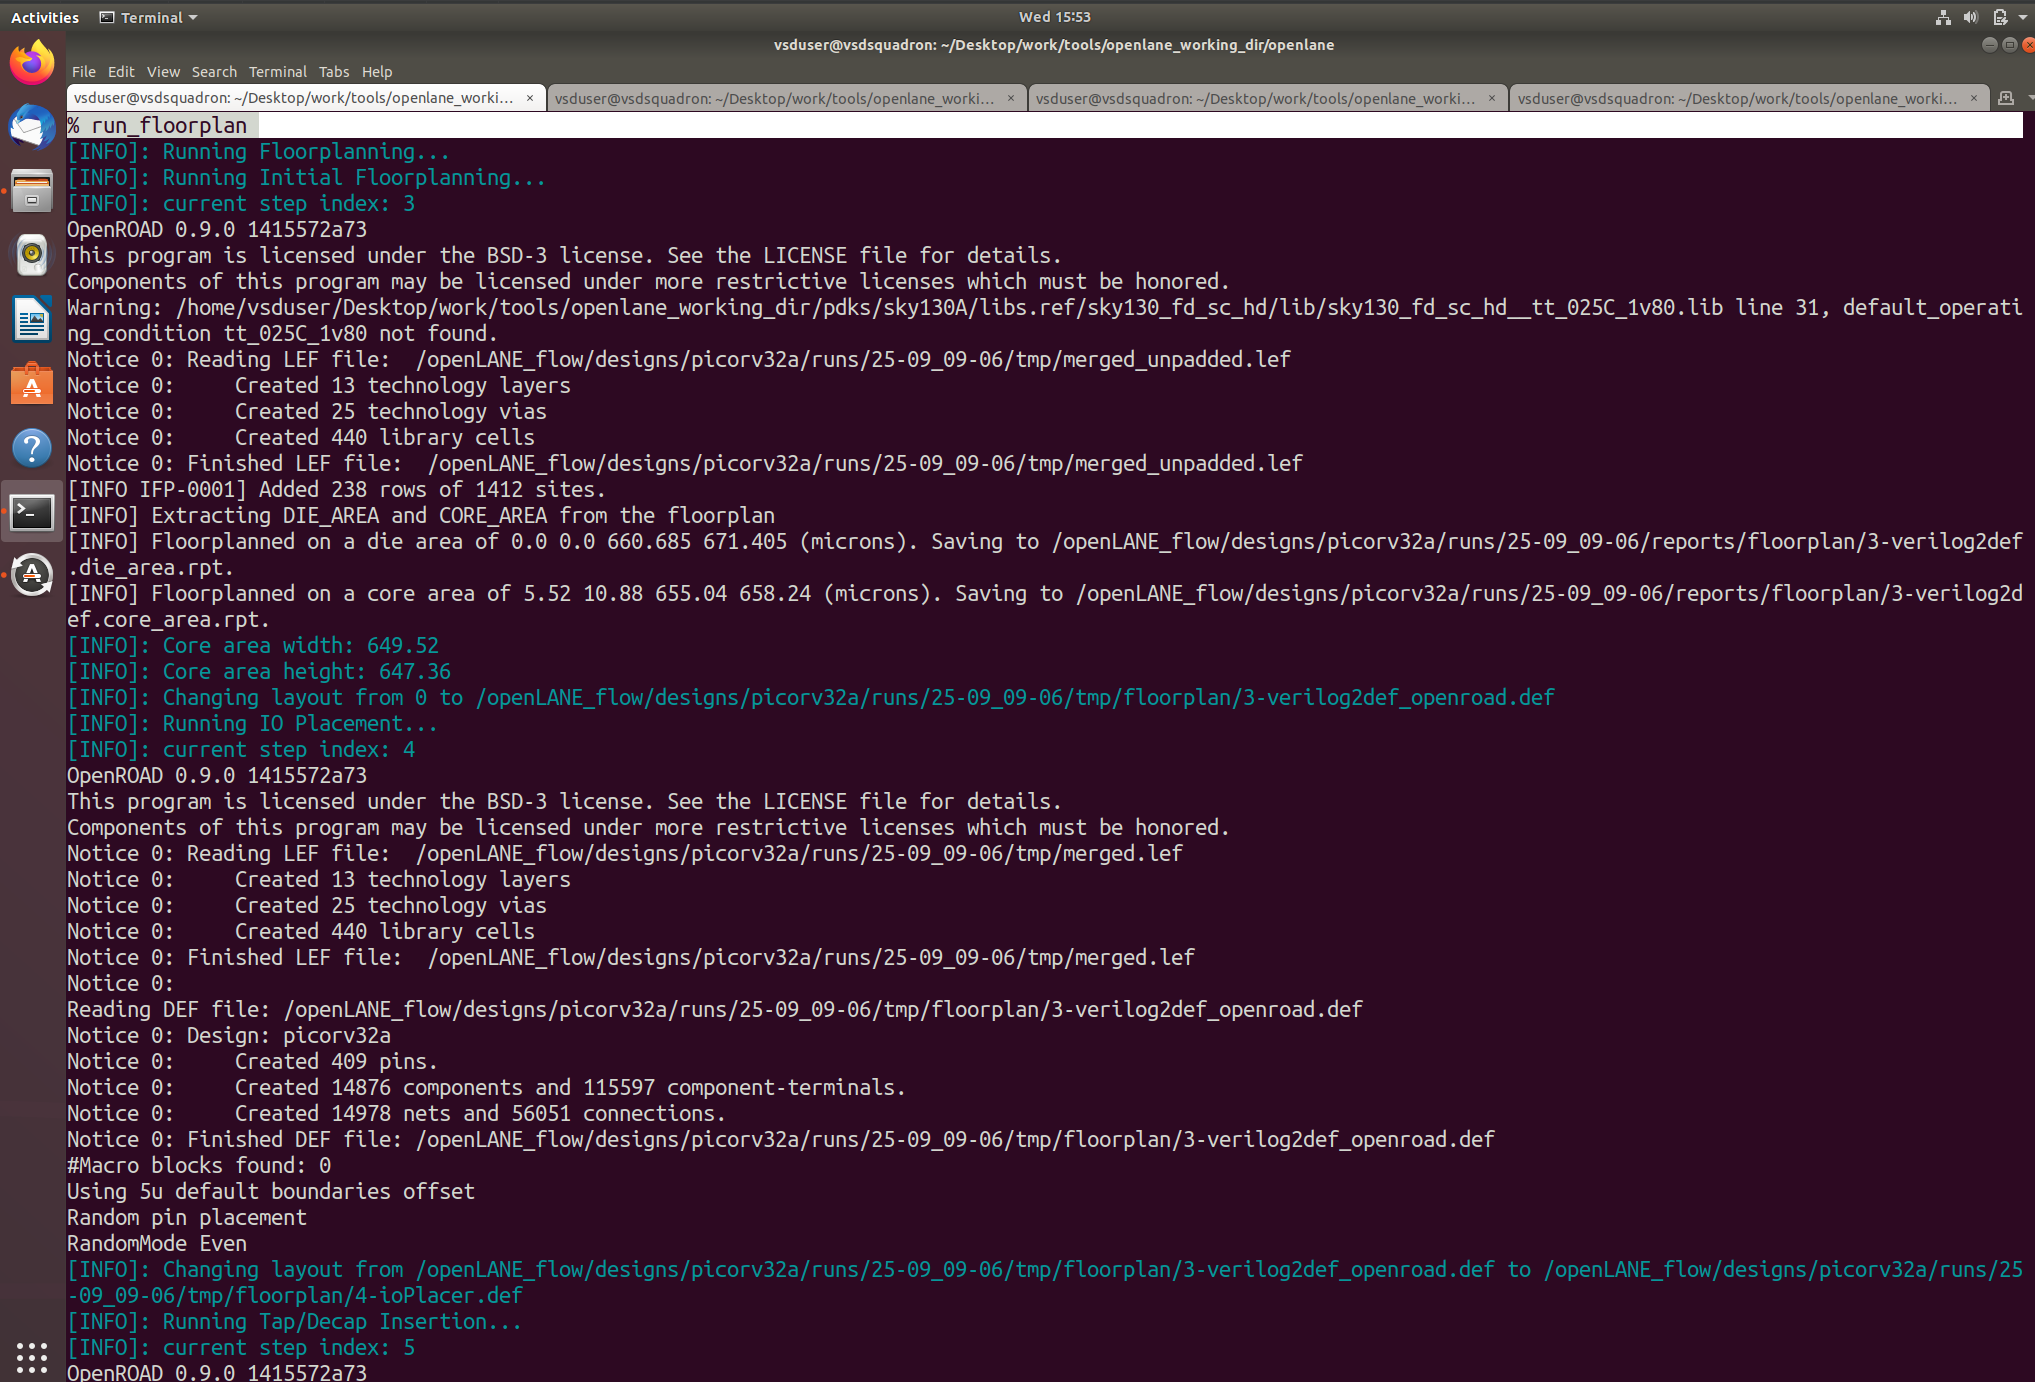 Activities
Terminal
Wed 15:53
vsduser@vsdsquadron: ~/Desktop/work/tools/openlane_working_dir/openlane
File Edit View Search Terminal Tabs Help
vsduser@vsdsquadron: ~/Desktop/work/tools/openlane_worki... ×
vsduser@vsdsquadron: ~/Desktop/work/tools/openlane_worki... ×
vsduser@vsdsquadron: ~/Desktop/work/tools/openlane_worki... ×
vsduser@vsdsquadron: ~/Desktop/work/tools/openlane_worki... ×
% run_floorplan
[INFO]: Running Floorplanning...
[INFO]: Running Initial Floorplanning...
[INFO]: current step index: 3
OpenROAD 0.9.0 1415572a73
This program is licensed under the BSD-3 license. See the LICENSE file for details.
Components of this program may be licensed under more restrictive licenses which must be honored.
Warning: /home/vsduser/Desktop/work/tools/openlane_working_dir/pdks/sky130A/libs.ref/sky130_fd_sc_hd/lib/sky130_fd_sc_hd__tt_025C_1v80.lib line 31, default_operati
ng_condition tt_025C_1v80 not found.
Notice 0: Reading LEF file:  /openLANE_flow/designs/picorv32a/runs/25-09_09-06/tmp/merged_unpadded.lef
Notice 0:     Created 13 technology layers
Notice 0:     Created 25 technology vias
Notice 0:     Created 440 library cells
Notice 0: Finished LEF file:  /openLANE_flow/designs/picorv32a/runs/25-09_09-06/tmp/merged_unpadded.lef
[INFO IFP-0001] Added 238 rows of 1412 sites.
[INFO] Extracting DIE_AREA and CORE_AREA from the floorplan
[INFO] Floorplanned on a die area of 0.0 0.0 660.685 671.405 (microns). Saving to /openLANE_flow/designs/picorv32a/runs/25-09_09-06/reports/floorplan/3-verilog2def
.die_area.rpt.
[INFO] Floorplanned on a core area of 5.52 10.88 655.04 658.24 (microns). Saving to /openLANE_flow/designs/picorv32a/runs/25-09_09-06/reports/floorplan/3-verilog2d
ef.core_area.rpt.
[INFO]: Core area width: 649.52
[INFO]: Core area height: 647.36
[INFO]: Changing layout from 0 to /openLANE_flow/designs/picorv32a/runs/25-09_09-06/tmp/floorplan/3-verilog2def_openroad.def
[INFO]: Running IO Placement...
[INFO]: current step index: 4
OpenROAD 0.9.0 1415572a73
This program is licensed under the BSD-3 license. See the LICENSE file for details.
Components of this program may be licensed under more restrictive licenses which must be honored.
Notice 0: Reading LEF file:  /openLANE_flow/designs/picorv32a/runs/25-09_09-06/tmp/merged.lef
Notice 0:     Created 13 technology layers
Notice 0:     Created 25 technology vias
Notice 0:     Created 440 library cells
Notice 0: Finished LEF file:  /openLANE_flow/designs/picorv32a/runs/25-09_09-06/tmp/merged.lef
Notice 0:
Reading DEF file: /openLANE_flow/designs/picorv32a/runs/25-09_09-06/tmp/floorplan/3-verilog2def_openroad.def
Notice 0: Design: picorv32a
Notice 0:     Created 409 pins.
Notice 0:     Created 14876 components and 115597 component-terminals.
Notice 0:     Created 14978 nets and 56051 connections.
Notice 0: Finished DEF file: /openLANE_flow/designs/picorv32a/runs/25-09_09-06/tmp/floorplan/3-verilog2def_openroad.def
#Macro blocks found: 0
Using 5u default boundaries offset
Random pin placement
RandomMode Even
[INFO]: Changing layout from /openLANE_flow/designs/picorv32a/runs/25-09_09-06/tmp/floorplan/3-verilog2def_openroad.def to /openLANE_flow/designs/picorv32a/runs/25
-09_09-06/tmp/floorplan/4-ioPlacer.def
[INFO]: Running Tap/Decap Insertion...
[INFO]: current step index: 5
OpenROAD 0.9.0 1415572a73